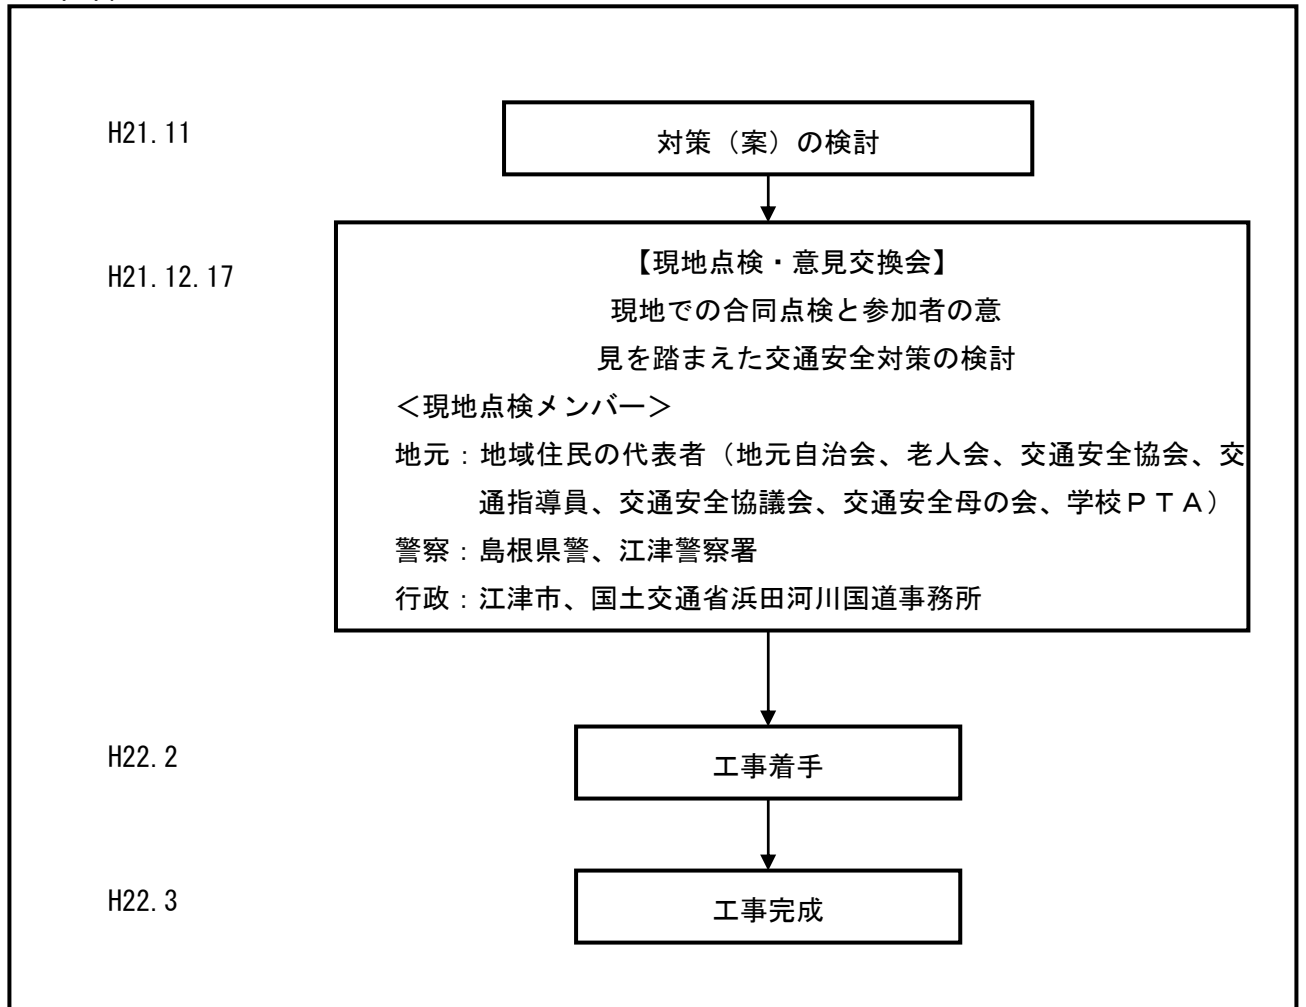 H21.11
対策（案）の検討
H21.12.17
【現地点検・意見交換会】
現地での合同点検と参加者の意
見を踏まえた交通安全対策の検討
＜現地点検メンバー＞
地元：地域住民の代表者（地元自治会、老人会、交通安全協会、交
通指導員、交通安全協議会、交通安全母の会、学校ＰＴＡ）
警察：島根県警、江津警察署
行政：江津市、国土交通省浜田河川国道事務所
H22.2
工事着手
H22.3
工事完成